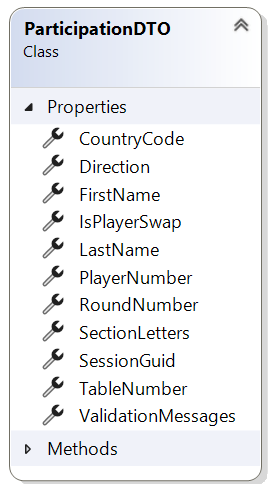 ParticipationDTO
Class
Properties
CountryCode
Direction
FirstName
IsPlayerSwap
LastName
PlayerNumber
RoundNumber
SectionLetters
SessionGuid
TableNumber
ValidationMessages
Methods